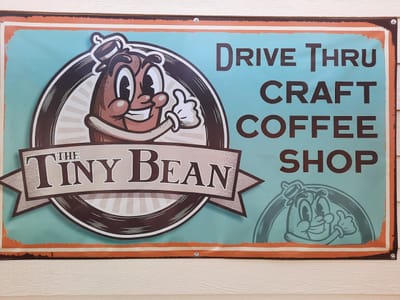 THE
TINY BEAN
DRIVE THRU
CRAFT
COFFEE
SHOP